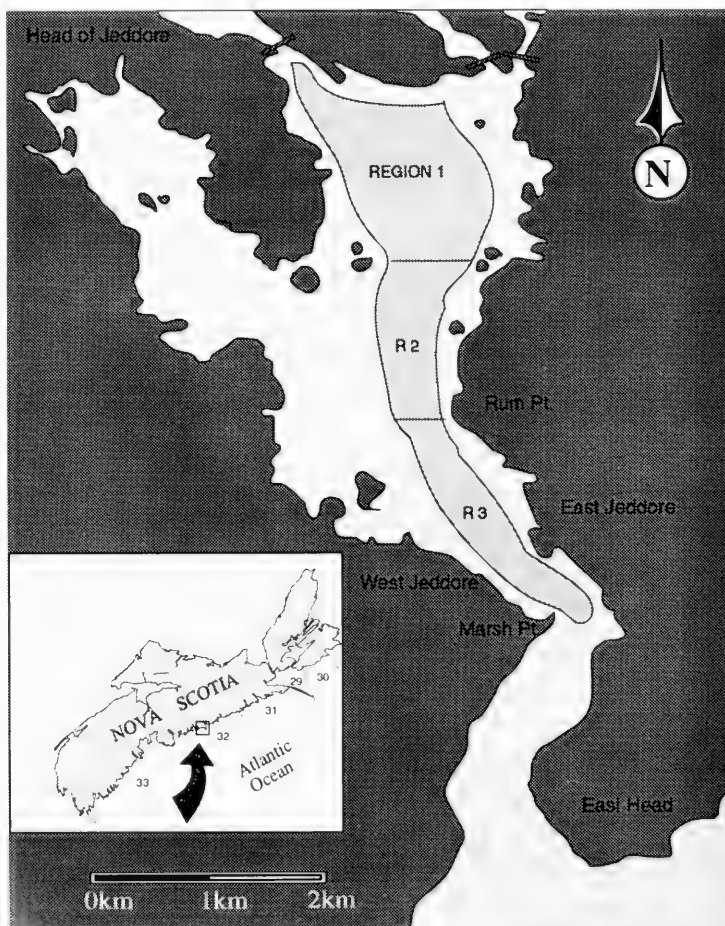 Head of Jeddore
N
REGION 1
R 2
Rum Pt.
R 3
East Jeddore
West Jeddore
Marsh Pt.
East Head
NOVA SCOTIA
29
30
31
32
33
Atlantic
Ocean
0km 1km 2km